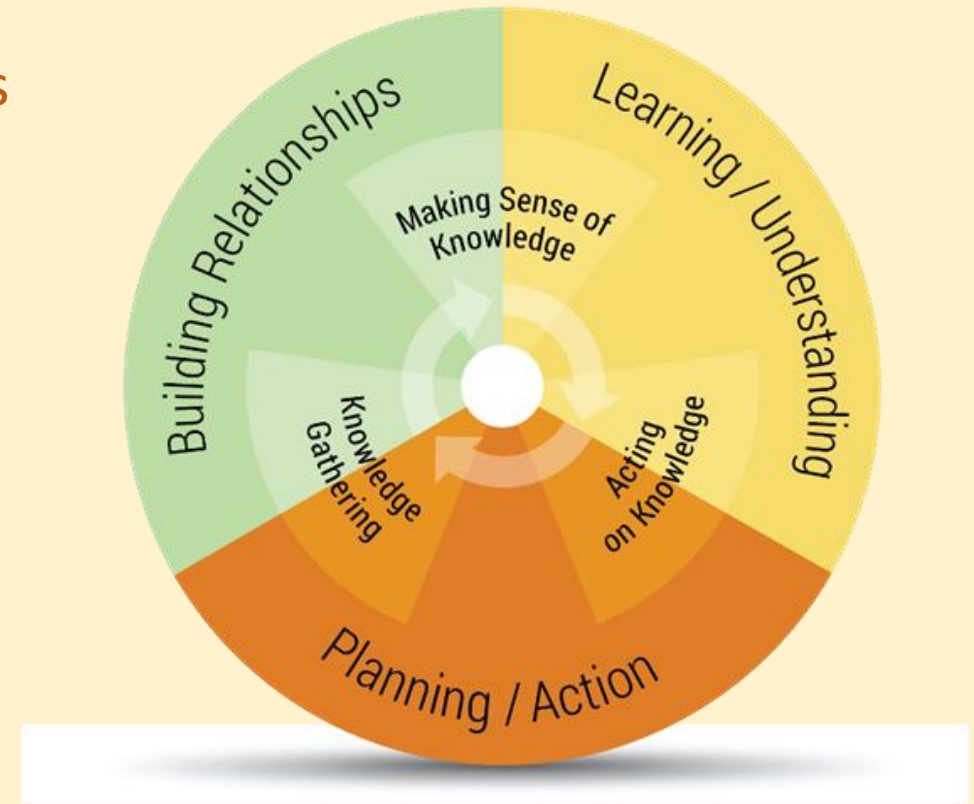 s
Building Relationships
Learning / Understanding
Making Sense of
Knowledge
Knowledge
Gathering
Acting
on Knowledge
Planning / Action